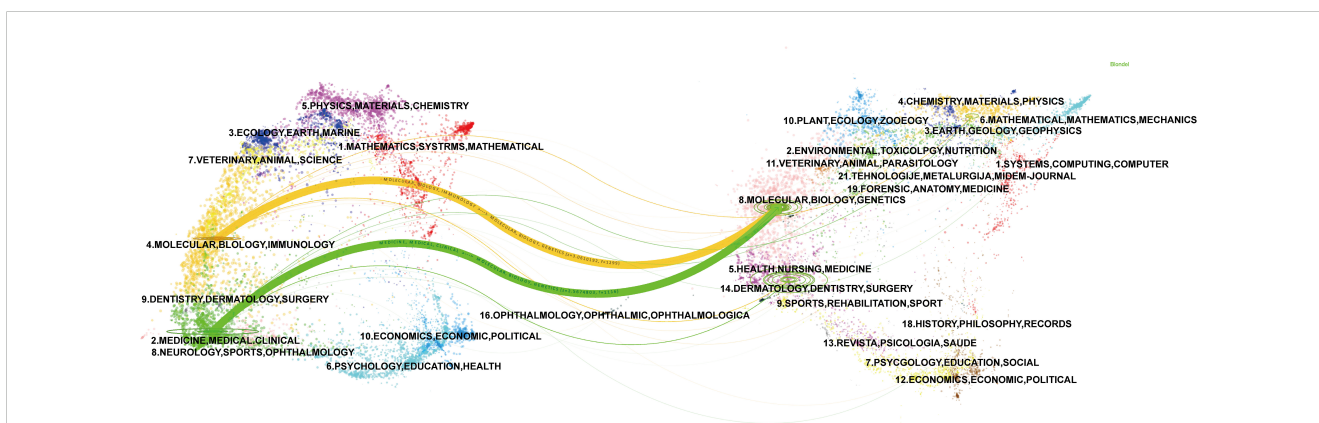 Blondel
5.PHYSICS,MATERIALS,CHEMISTRY
3.ECOLOGY,EARTH,MARINE
1.MATHEMATICS,SYSTRMS,MATHEMATICAL
7.VETERINARY,ANIMAL,SCIENCE
4.MOLECULAR,BLOLOGY,IMMUNOLOGY
9.DENTISTRY,DERMATOLOGY,SURGERY
2.MEDICINE,MEDICAL,CLINICAL
8.NEUROLOGY,SPORTS,OPHTHALMOLOGY
10.ECONOMICS,ECONOMIC,POLITICAL
6.PSYCHOLOGY,EDUCATION,HEALTH
4.CHEMISTRY,MATERIALS,PHYSICS
10.PLANT,ECOLOGY,ZOOEOGY
6.MATHEMATICAL,MATHEMATICS,MECHANICS
3.EARTH,GEOLOGY,GEOPHYSICS
2.ENVIRONMENTAL,TOXICOLPGY,NUTRITION
11.VETERINARY,ANIMAL,PARASITOLOGY
1.SYSTEMS,COMPUTING,COMPUTER
21.TEHNOLOGIJE,METALURGIJA,MIDEM-JOURNAL
19.FORENSIC,ANATOMY,MEDICINE
8.MOLECULAR,BIOLOGY,GENETICS
5.HEALTH,NURSING,MEDICINE
14.DERMATOLOGY,DENTISTRY,SURGERY
9.SPORTS,REHABILITATION,SPORT
16.OPHTHALMOLOGY,OPHTHALMIC,OPHTHALMOLOGICA
18.HISTORY,PHILOSOPHY,RECORDS
13.REVISTA,PSICOLOGIA,SAUDE
7.PSYCGOLOGY,EDUCATION,SOCIAL
12.ECONOMICS,ECONOMIC,POLITICAL